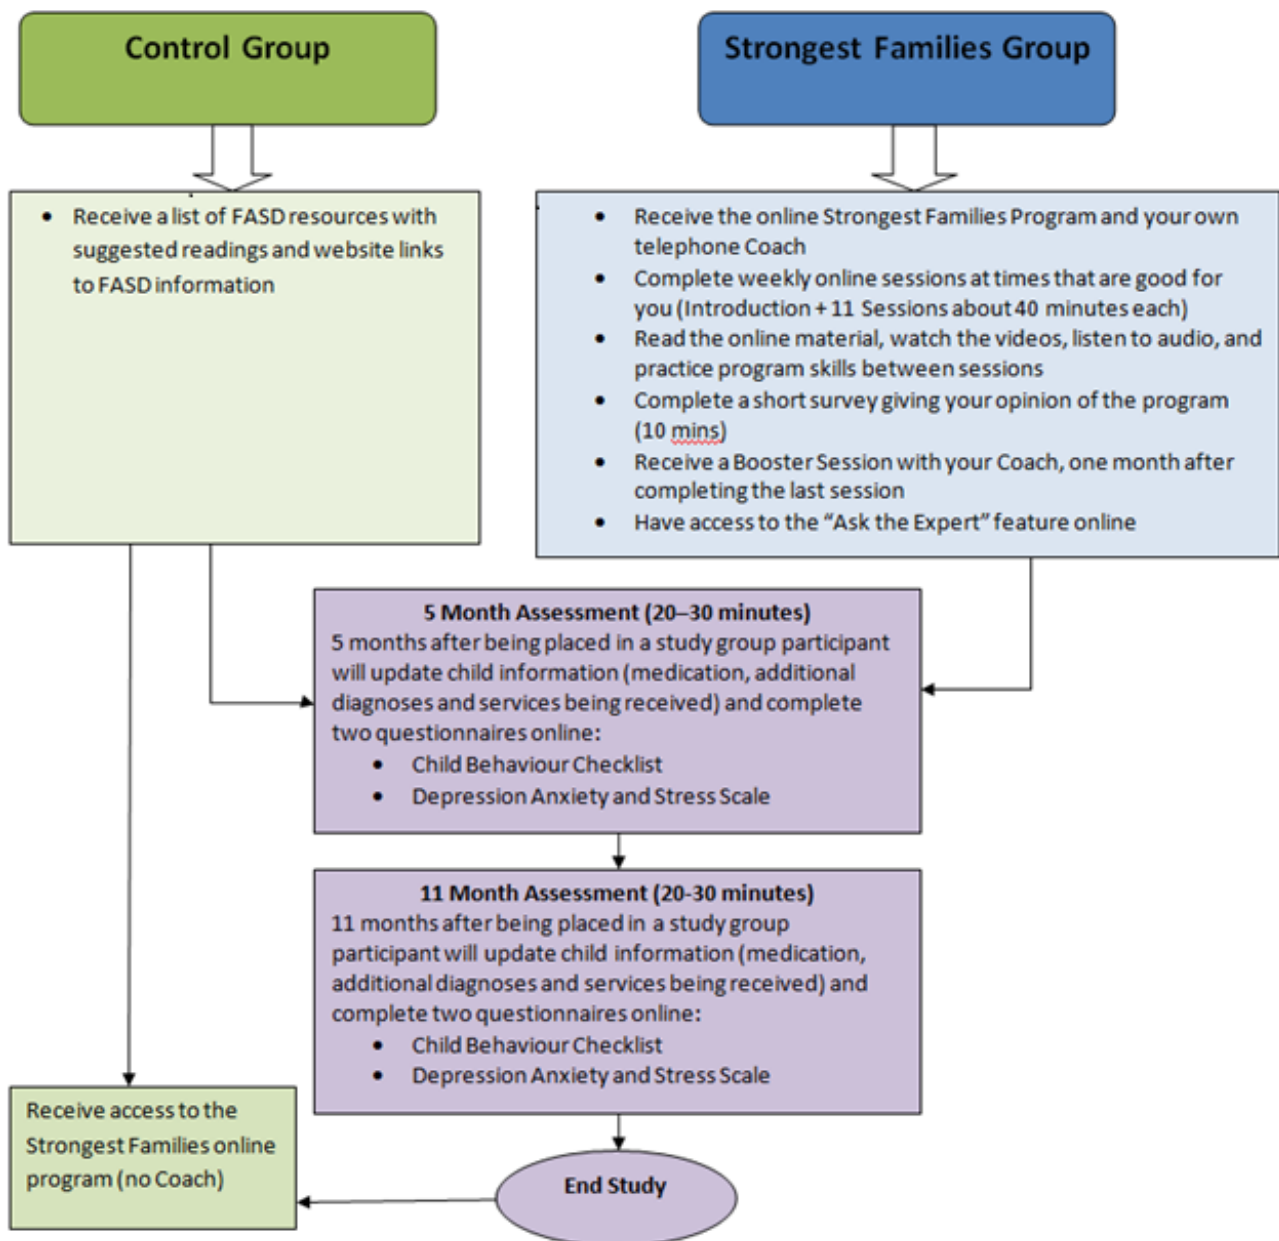 Control Group
Strongest Families Group
• Receive a list of FASD resources with
suggested readings and website links
to FASD information
• Receive the online Strongest Families Program and your own
telephone Coach
• Complete weekly online sessions at times that are good for
you (Introduction + 11 Sessions about 40 minutes each)
• Read the online material, watch the videos, listen to audio, and
practice program skills between sessions
• Complete a short survey giving your opinion of the program
(10 mins)
• Receive a Booster Session with your Coach, one month after
completing the last session
• Have access to the “Ask the Expert” feature online
5 Month Assessment (20–30 minutes)
5 months after being placed in a study group participant
will update child information (medication, additional
diagnoses and services being received) and complete
two questionnaires online:
• Child Behaviour Checklist
• Depression Anxiety and Stress Scale
11 Month Assessment (20-30 minutes)
11 months after being placed in a study group
participant will update child information (medication,
additional diagnoses and services being received) and
complete two questionnaires online:
• Child Behaviour Checklist
• Depression Anxiety and Stress Scale
Receive access to the
Strongest Families online
program (no Coach)
End Study